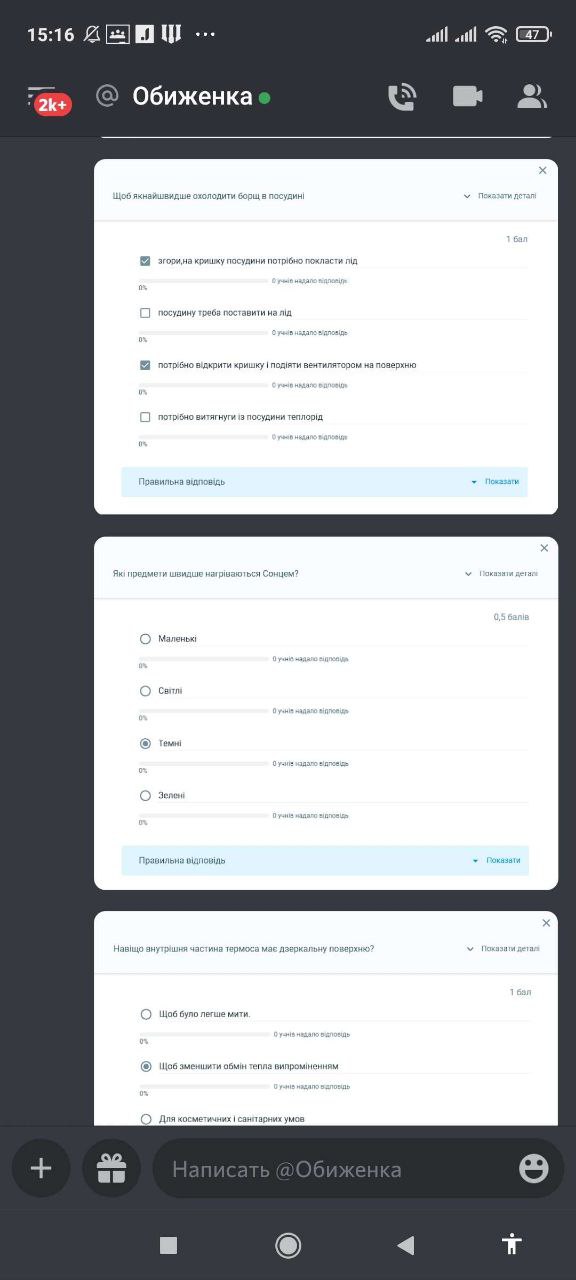 15:16
47
2k+
@ Обиженка
Щоб якнайшвидше охолодити борщ в посудині
Показати деталі
1 бал
згори,на кришку посудини потрібно покласти лід
0 учнів надало відповідь
0%
посудину треба поставити на лід
0 учнів надало відповідь
0%
потрібно відкрити кришку і подіяти вентилятором на поверхню
0 учнів надало відповідь
0%
потрібно витягнути із посудини теплорід
0 учнів надало відповідь
0%
Правильна відповідь
Показати
Які предмети швидше нагріваються Сонцем?
Показати деталі
0,5 балів
Маленькі
0 учнів надало відповідь
0%
Світлі
0 учнів надало відповідь
0%
Темні
0 учнів надало відповідь
0%
Зелені
0 учнів надало відповідь
0%
Правильна відповідь
Показати
Навіщо внутрішня частина термоса має дзеркальну поверхню?
Показати деталі
1 бал
Щоб було легше мити.
0 учнів надало відповідь
0%
Щоб зменшити обмін тепла випроміненням
0 учнів надало відповідь
0%
Для косметичних і санітарних умов
Написать @Обиженка